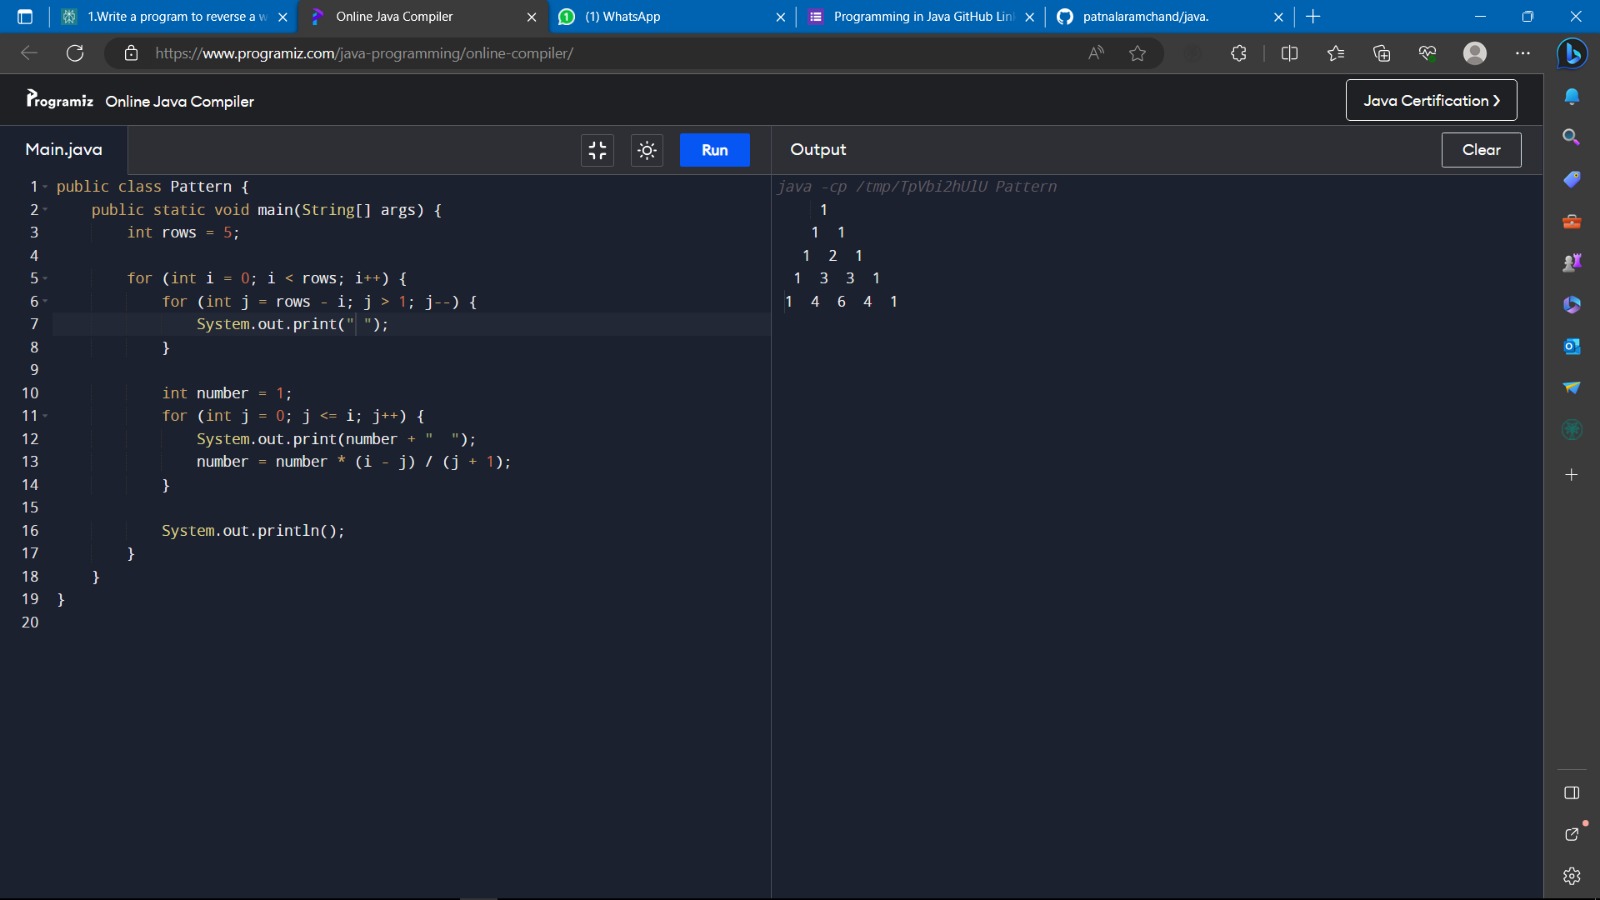 1.Write a program to reverse a w
Online Java Compiler
(1) WhatsApp
Programming in Java GitHub Lin
patnalaramchand/java.
https://www.programiz.com/java-programming/online-compiler/
Programiz Online Java Compiler
Java Certification >
Main.java
Run
Output
Clear
1 public class Pattern {
2     public static void main(String[] args) {
3         int rows = 5;
4
5         for (int i = 0; i < rows; i++) {
6             for (int j = rows - i; j > 1; j--) {
7                 System.out.print(" ");
8             }
9
10             int number = 1;
11             for (int j = 0; j <= i; j++) {
12                 System.out.print(number + "  ");
13                 number = number * (i - j) / (j + 1);
14             }
15
16             System.out.println();
17         }
18     }
19 }
20
java -cp /tmp/TpVbi2hUlU Pattern
    1
   1  1
  1  2  1
 1  3  3  1
1  4  6  4  1